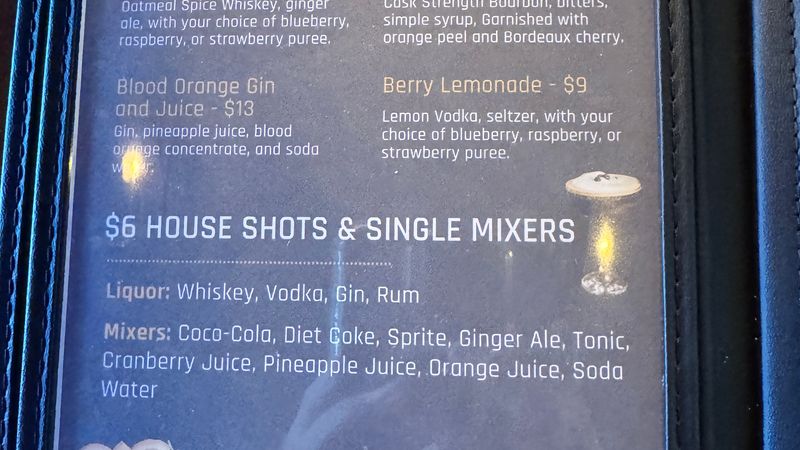 Oatmeal Spice Whiskey, ginger
ale, with your choice of blueberry,
raspberry, or strawberry puree.
Cask Strength Bourbon, bitters,
simple syrup, Garnished with
orange peel and Bordeaux cherry.
Blood Orange Gin
and Juice - $13
Gin, pineapple juice, blood
orange concentrate, and soda
water.
Berry Lemonade - $9
Lemon Vodka, seltzer, with your
choice of blueberry, raspberry, or
strawberry puree.
$6 HOUSE SHOTS & SINGLE MIXERS
Liquor: Whiskey, Vodka, Gin, Rum
Mixers: Coco-Cola, Diet Coke, Sprite, Ginger Ale, Tonic,
Cranberry Juice, Pineapple Juice, Orange Juice, Soda
Water